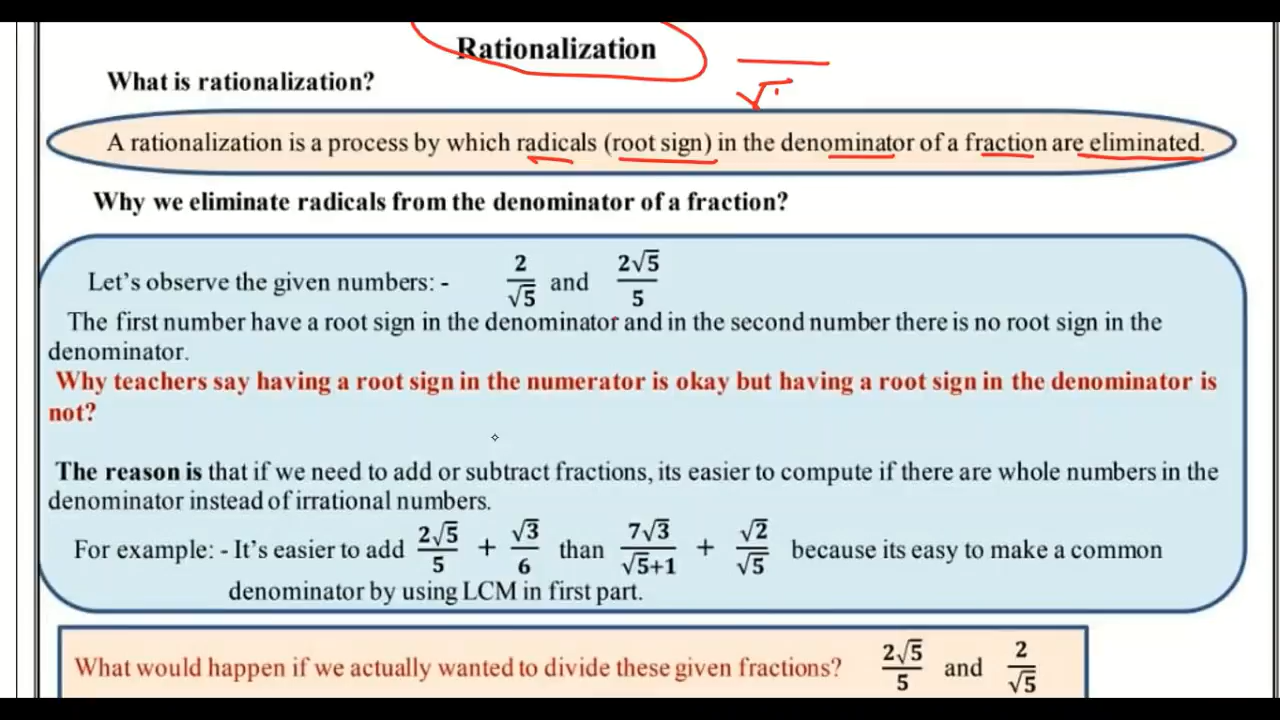 Rationalization
What is rationalization?
√
A rationalization is a process by which radicals (root sign) in the denominator of a fraction are eliminated.
Why we eliminate radicals from the denominator of a fraction?
Let's observe the given numbers: - 2/√5 and 2√5/5
The first number have a root sign in the denominator and in the second number there is no root sign in the
denominator.
Why teachers say having a root sign in the numerator is okay but having a root sign in the denominator is
not?
The reason is that if we need to add or subtract fractions, its easier to compute if there are whole numbers in the
denominator instead of irrational numbers.
For example: - It's easier to add 2√5/5 + √3/6 than 7√3/√5+1 + √2/√5 because its easy to make a common
denominator by using LCM in first part.
What would happen if we actually wanted to divide these given fractions? 2√5/5 and 2/√5